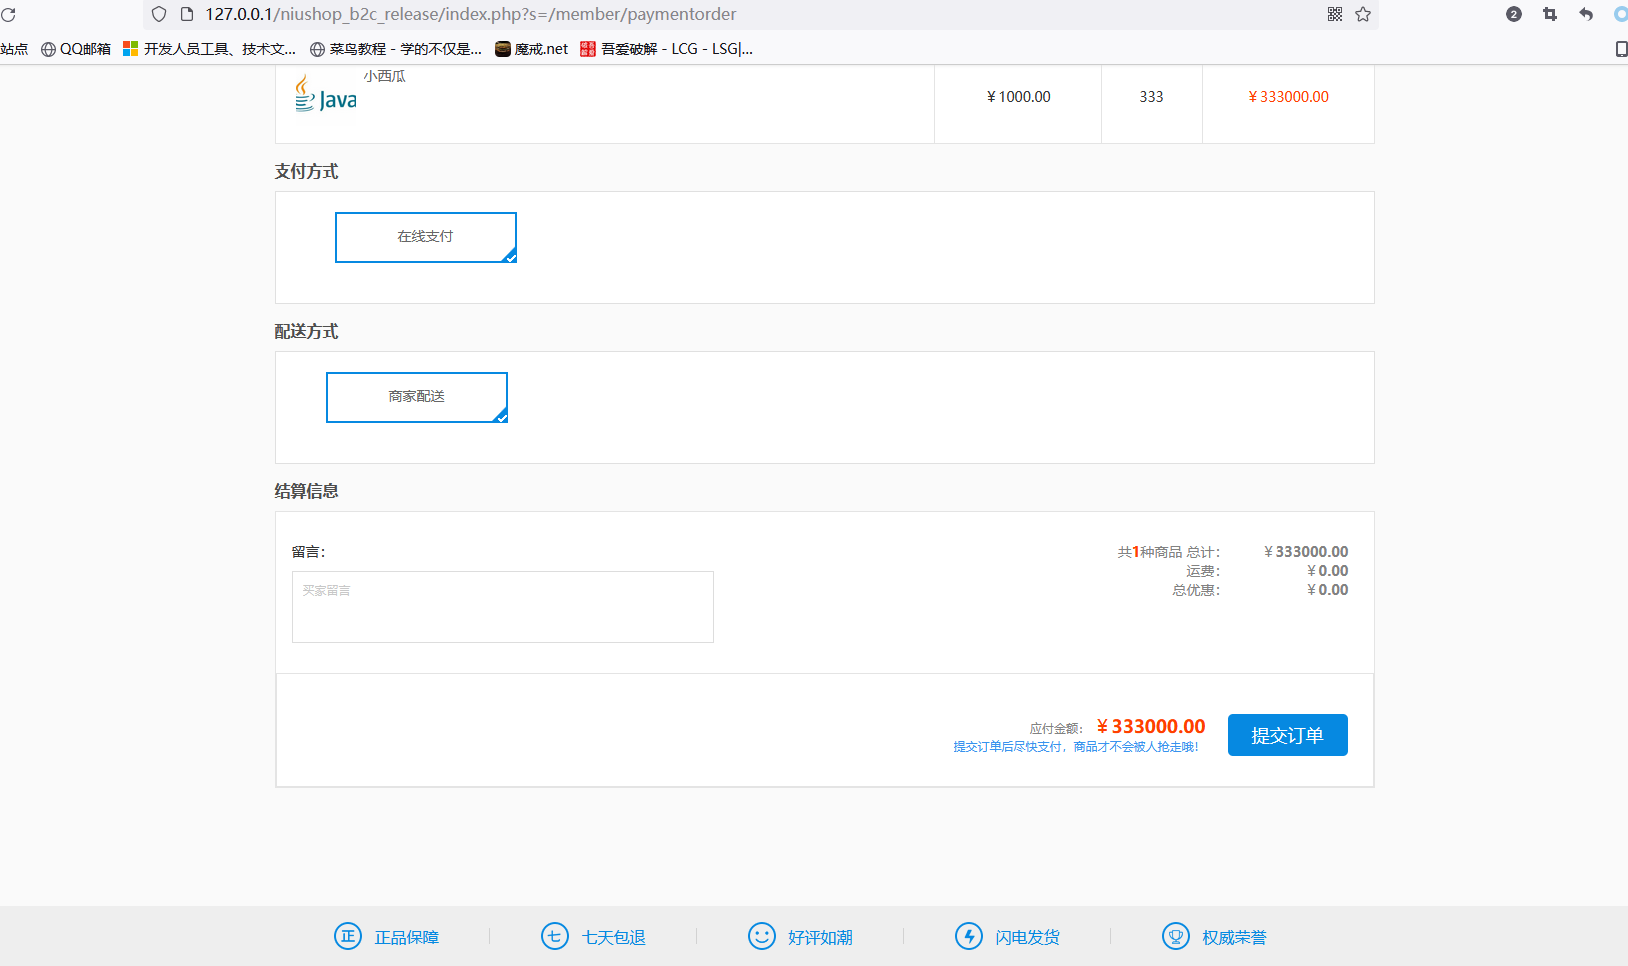 127.0.0.1/niushop_b2c_release/index.php?s=/member/paymentorder
2
站点 QQ邮箱 开发人员工具、技术文... 菜鸟教程 - 学的不仅是... 魔戒.net 吾爱破解 - LCG - LSG|...
小西瓜
Java
¥1000.00 333 ¥333000.00
支付方式
在线支付
配送方式
商家配送
结算信息
留言：
买家留言
共1种商品 总计： ¥333000.00
运费： ¥0.00
总优惠： ¥0.00
应付金额： ¥333000.00
提交订单后尽快支付，商品才不会被人抢走哦！
提交订单
正 正品保障 七 七天包退 好评如潮 闪电发货 权威荣誉